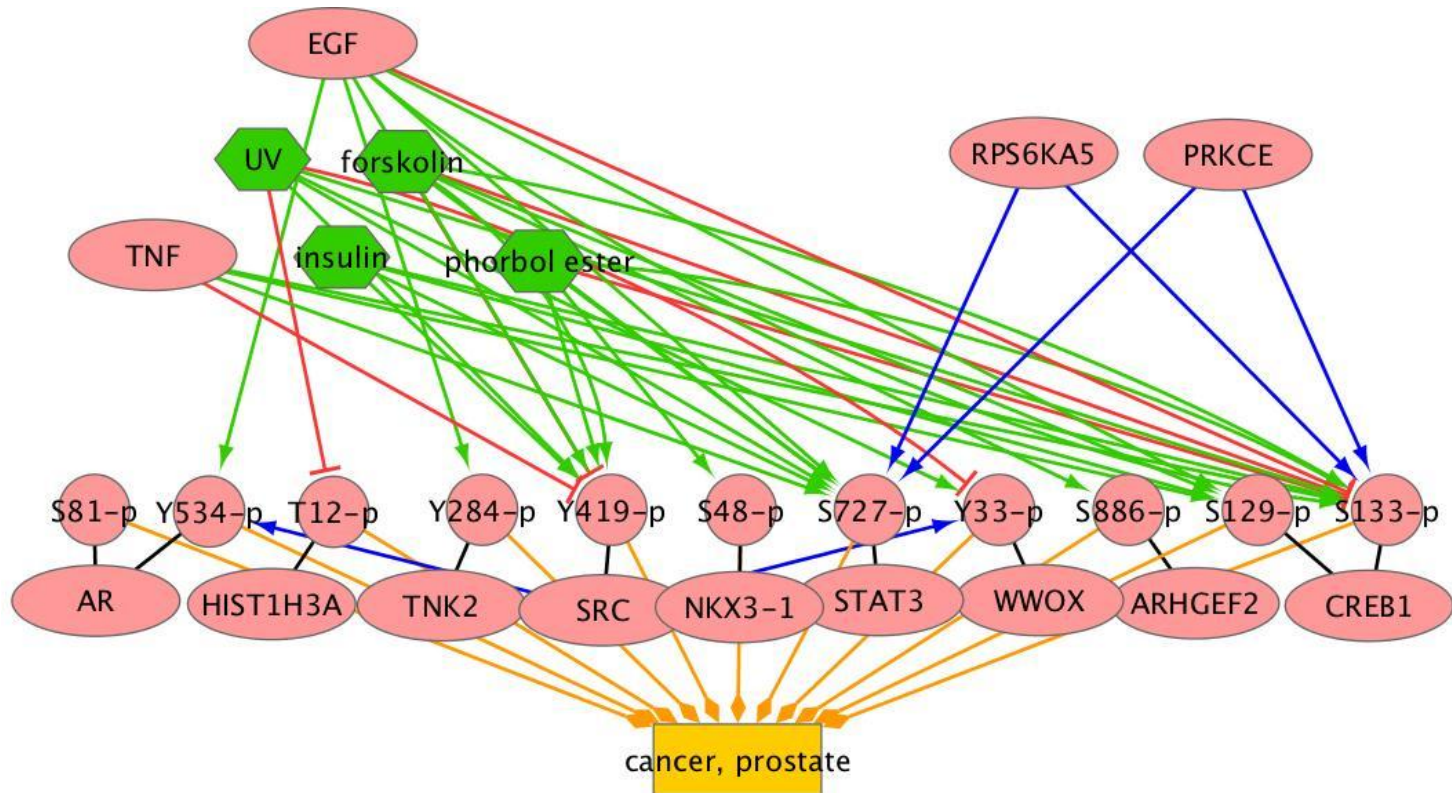 EGF
UV
forskolin
RPS6KA5
PRKCE
TNF
insulin
phorbol ester
S81-p
Y534-p
T12-p
Y284-p
Y419-p
S48-p
S727-p
Y33-p
S886-p
S129-p
S133-p
AR
HIST1H3A
TNK2
SRC
NKX3-1
STAT3
WWOX
ARHGEF2
CREB1
cancer, prostate